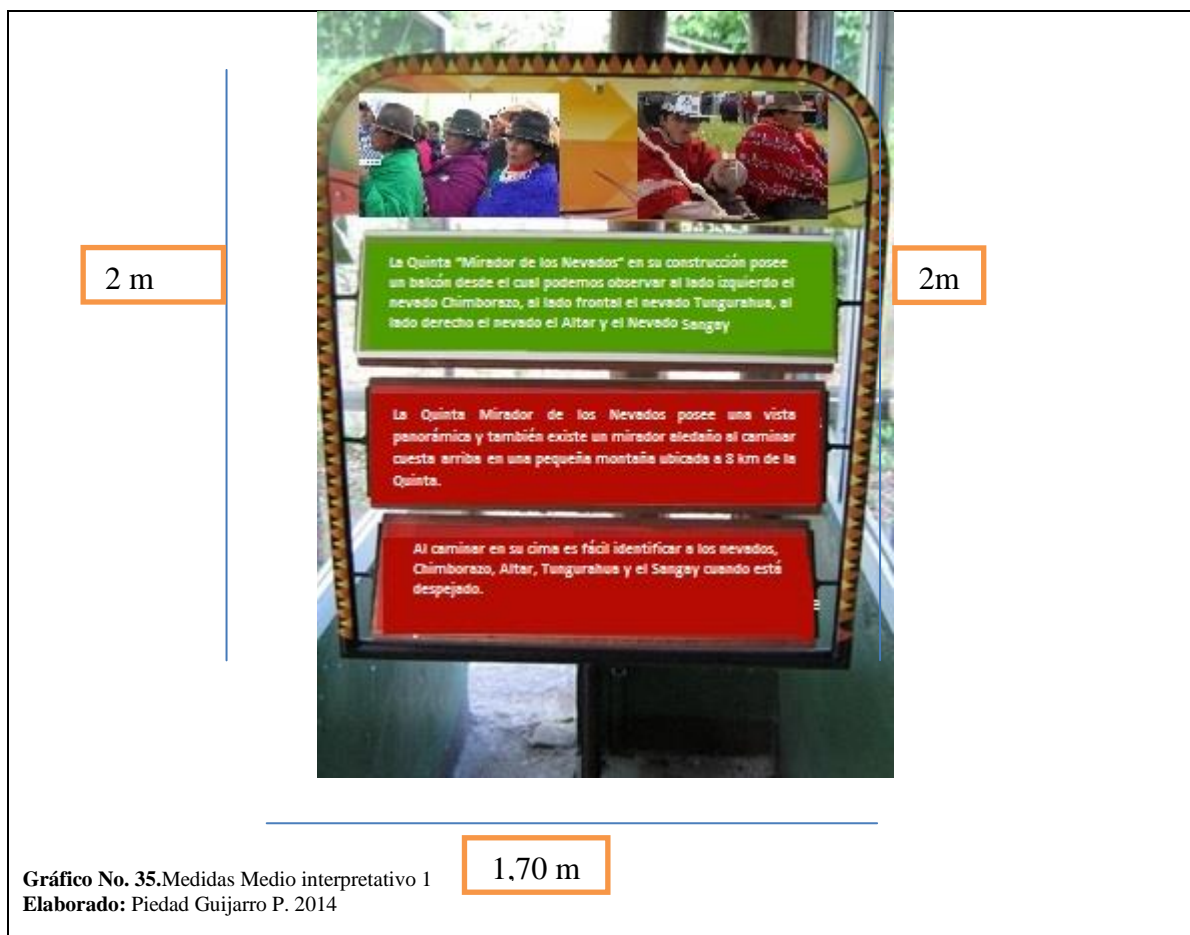 2 m
2m
La Quinta "Mirador de los Nevados" en su construcción posee
un balcón desde el cual podemos observar al lado izquierdo el
nevado Chimborazo, al lado frontal el nevado Tungurahua, al
lado derecho el nevado el Altar y el Nevado Sangay
La Quinta Mirador de los Nevados posee una vista
panorámica y también existe un mirador aledaño al caminar
cuesta arriba en una pequeña montaña ubicada a 8 km de la
Quinta.
Al caminar en su cima es fácil identificar a los nevados,
Chimborazo, Altar, Tungurahua y el Sangay cuando está
despejado.
e
1,70 m
Gráfico No. 35.Medidas Medio interpretativo 1
Elaborado: Piedad Guijarro P. 2014